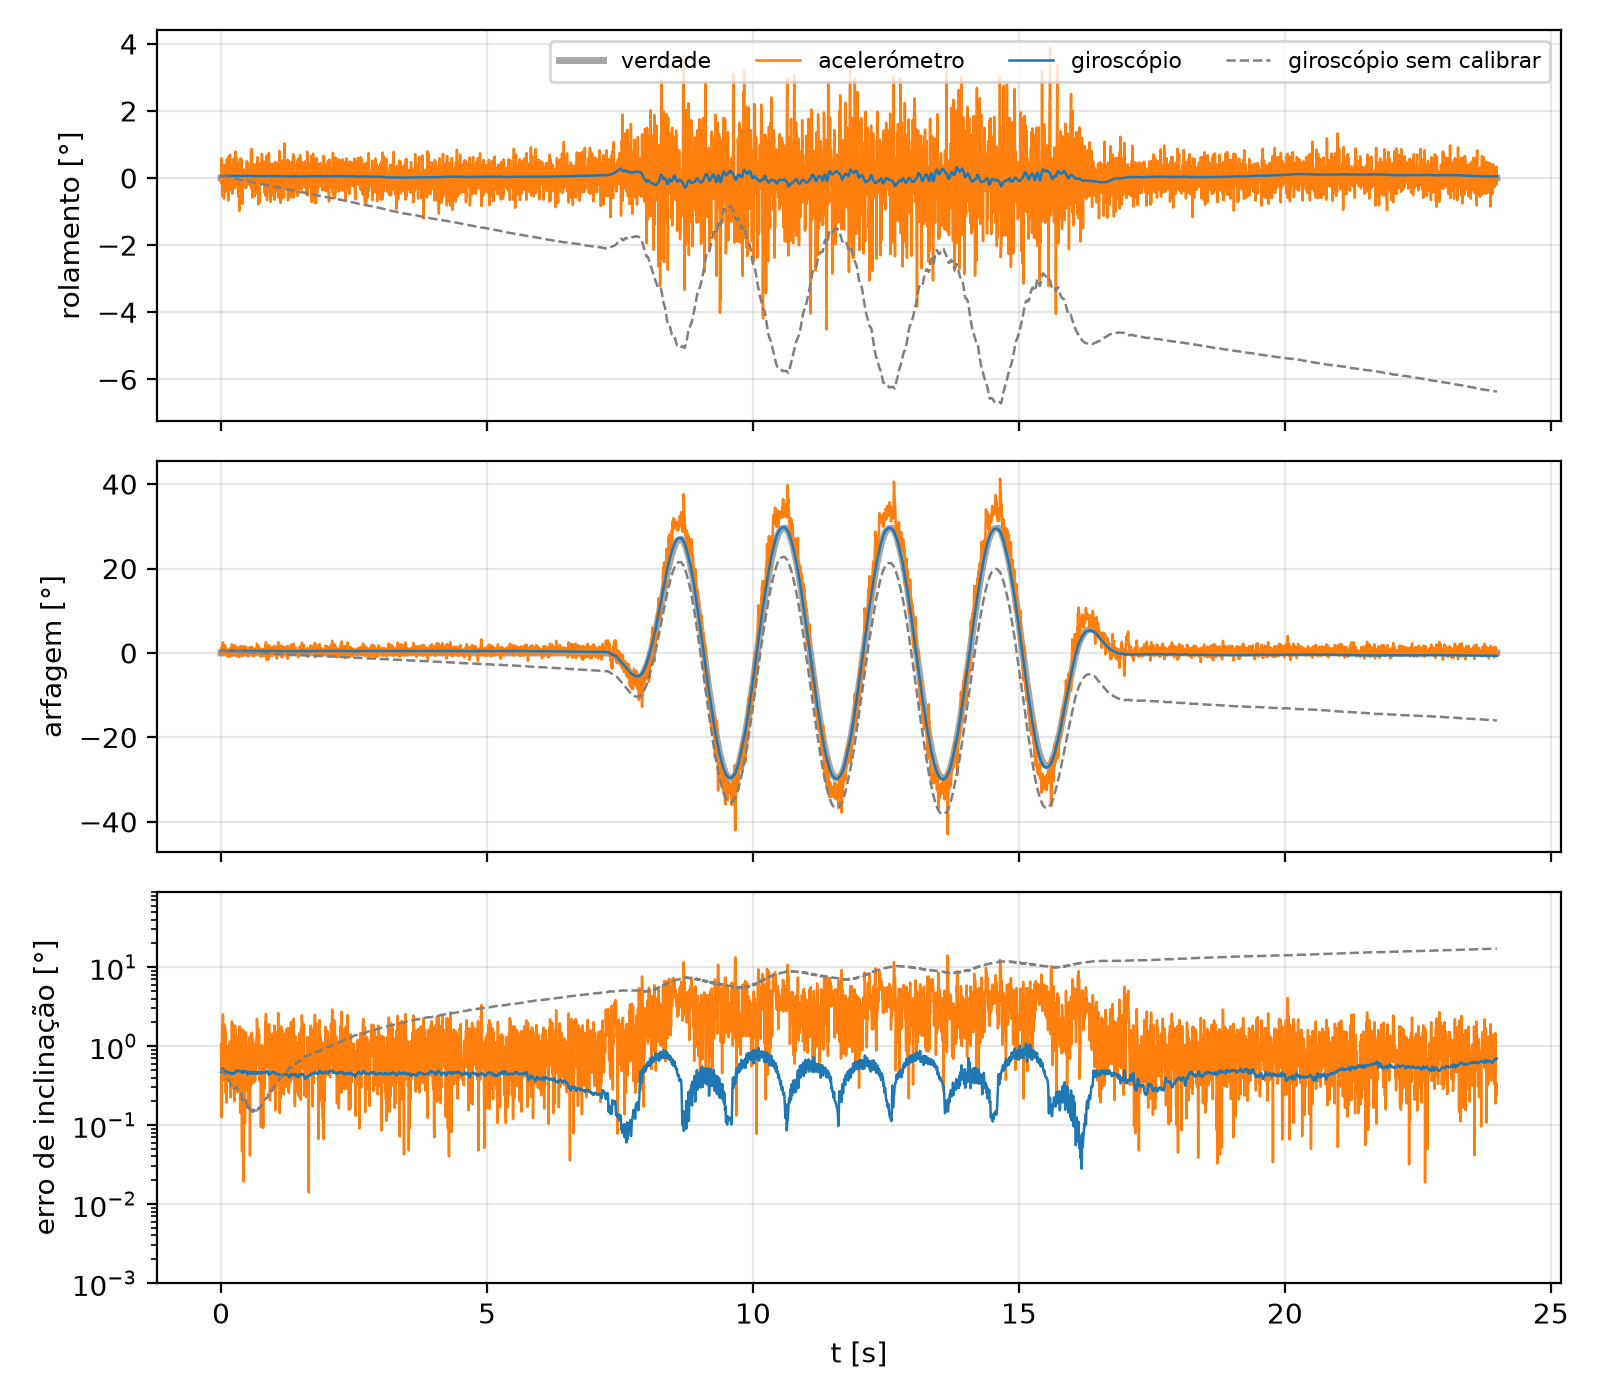 verdade acelerómetro giroscópio giroscópio sem calibrar
4
2
0
−2
−4
−6
rolamento [°]
40
20
0
−20
−40
arfagem [°]
10¹
10⁰
10⁻¹
10⁻²
10⁻³
erro de inclinação [°]
0 5 10 15 20 25
t [s]